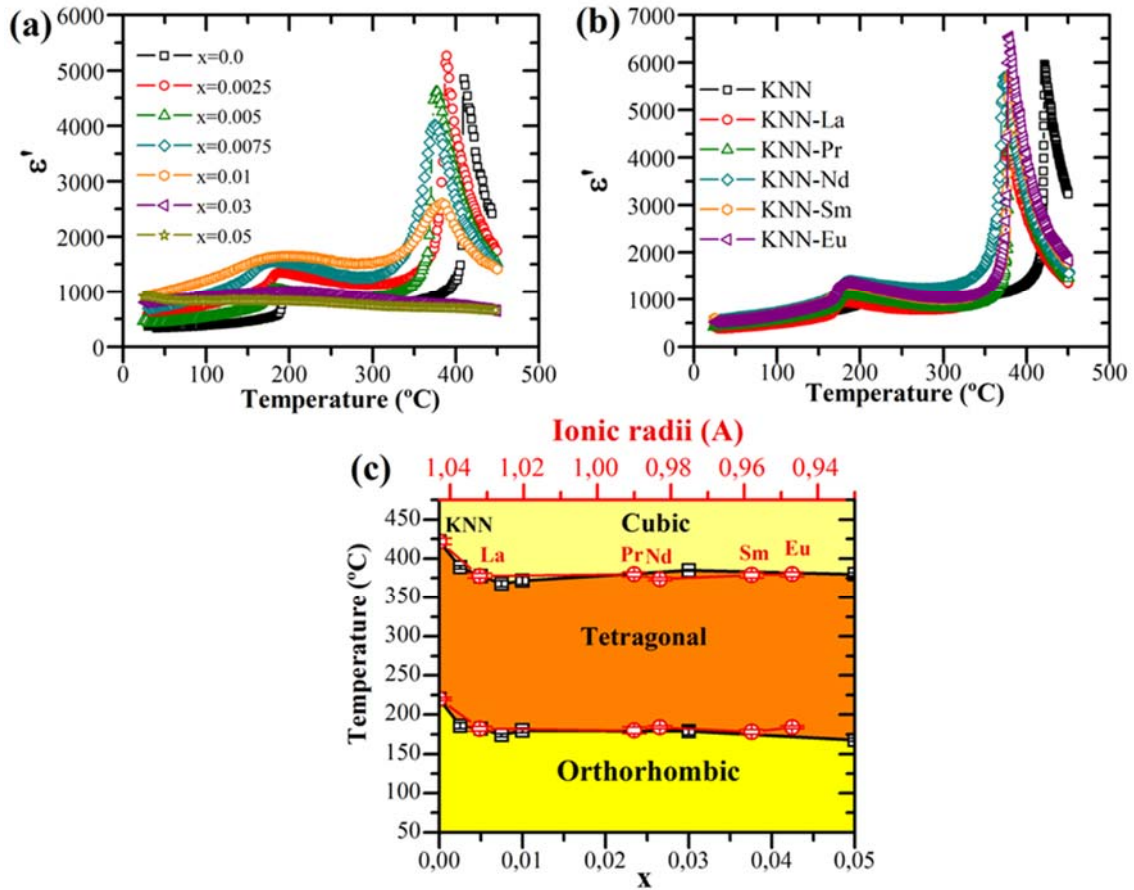 (a)
6000
5000
4000
3000
2000
1000
0
ε'
x=0.0
x=0.0025
x=0.005
x=0.0075
x=0.01
x=0.03
x=0.05
0 100 200 300 400 500
Temperature (ºC)
(b)
7000
6000
5000
4000
3000
2000
1000
0
ε'
KNN
KNN-La
KNN-Pr
KNN-Nd
KNN-Sm
KNN-Eu
0 100 200 300 400 500
Temperature (ºC)
(c)
Ionic radii (A)
1,04 1,02 1,00 0,98 0,96 0,94
Temperature (ºC)
450
400
350
300
250
200
150
100
50
KNN
Cubic
La
Pr
Nd
Sm
Eu
Tetragonal
Orthorhombic
0,00 0,01 0,02 0,03 0,04 0,05
x